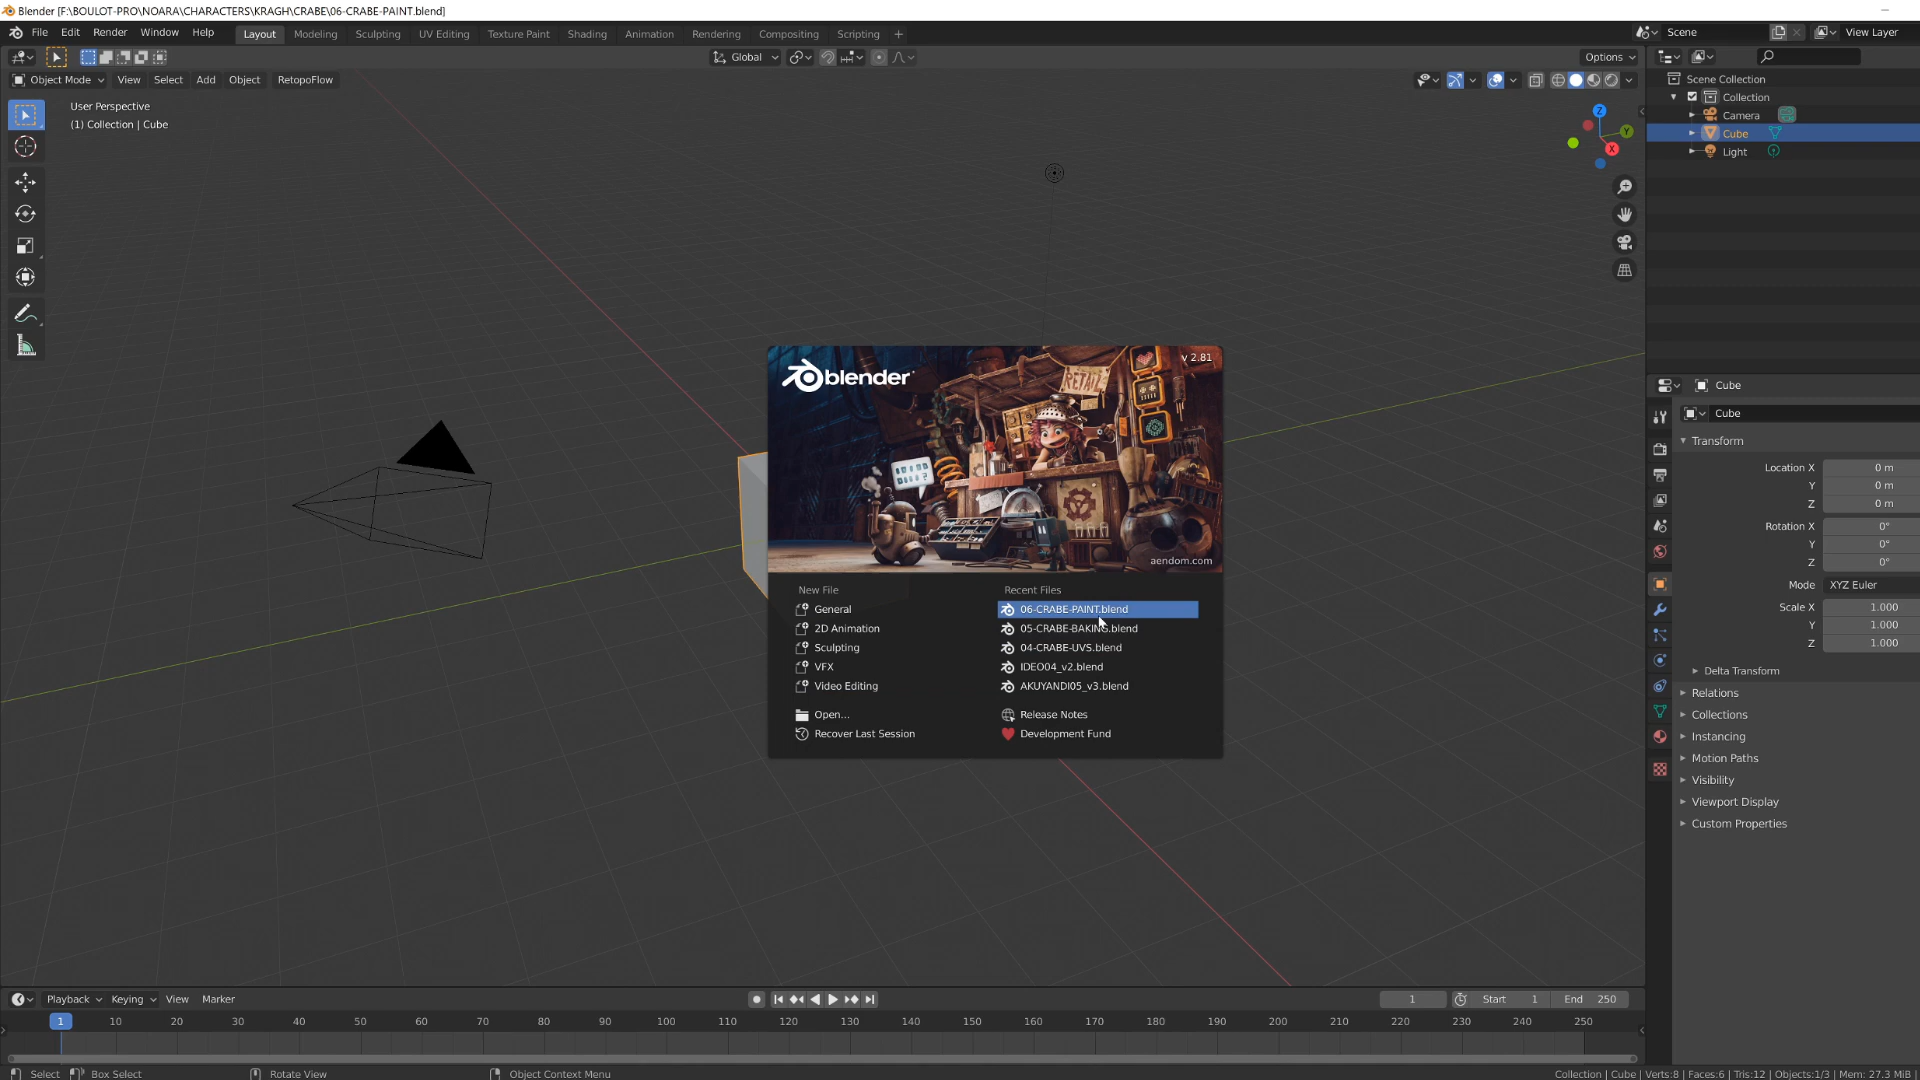 Blender [F:\BOULOT-PRO\NOARA\CHARACTERS\KRAGH\CRABE\06-CRABE-PAINT.blend]
File Edit Render Window Help Layout Modeling Sculpting UV Editing Texture Paint Shading Animation Rendering Compositing Scripting + Scene View Layer
Global Options
Object Mode View Select Add Object RetopoFlow
User Perspective
(1) Collection | Cube
Z
Y
X
Scene Collection
Collection
Camera
Cube
Light
blender
v 2.81
RETAIL
aendom.com
New File
General
2D Animation
Sculpting
VFX
Video Editing
Open...
Recover Last Session
Recent Files
06-CRABE-PAINT.blend
05-CRABE-BAKING.blend
04-CRABE-UVS.blend
IDEO04_v2.blend
AKUYANDI05_v3.blend
Release Notes
Development Fund
Cube
Cube
Transform
Location X 0 m
Y 0 m
Z 0 m
Rotation X 0°
Y 0°
Z 0°
Mode XYZ Euler
Scale X 1.000
Y 1.000
Z 1.000
Delta Transform
Relations
Collections
Instancing
Motion Paths
Visibility
Viewport Display
Custom Properties
Playback Keying View Marker 1 Start 1 End 250
1 10 20 30 40 50 60 70 80 90 100 110 120 130 140 150 160 170 180 190 200 210 220 230 240 250
Select Box Select Rotate View Object Context Menu Collection | Cube | Verts:8 | Faces:6 | Tris:12 | Objects:1/3 | Mem: 27.3 MiB |